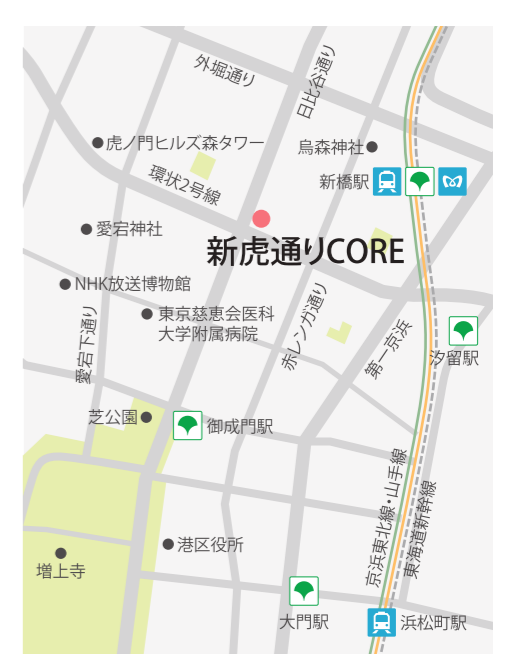 外堀通り
日比谷通り
虎ノ門ヒルズ森タワー
烏森神社
環状2号線
新橋駅
愛宕神社
新虎通りCORE
NHK放送博物館
東京慈恵会医科
大学附属病院
愛宕下通り
赤レンガ通り
第一京浜
汐留駅
芝公園
御成門駅
京浜東北線・山手線
東海道新幹線
港区役所
増上寺
大門駅
浜松町駅